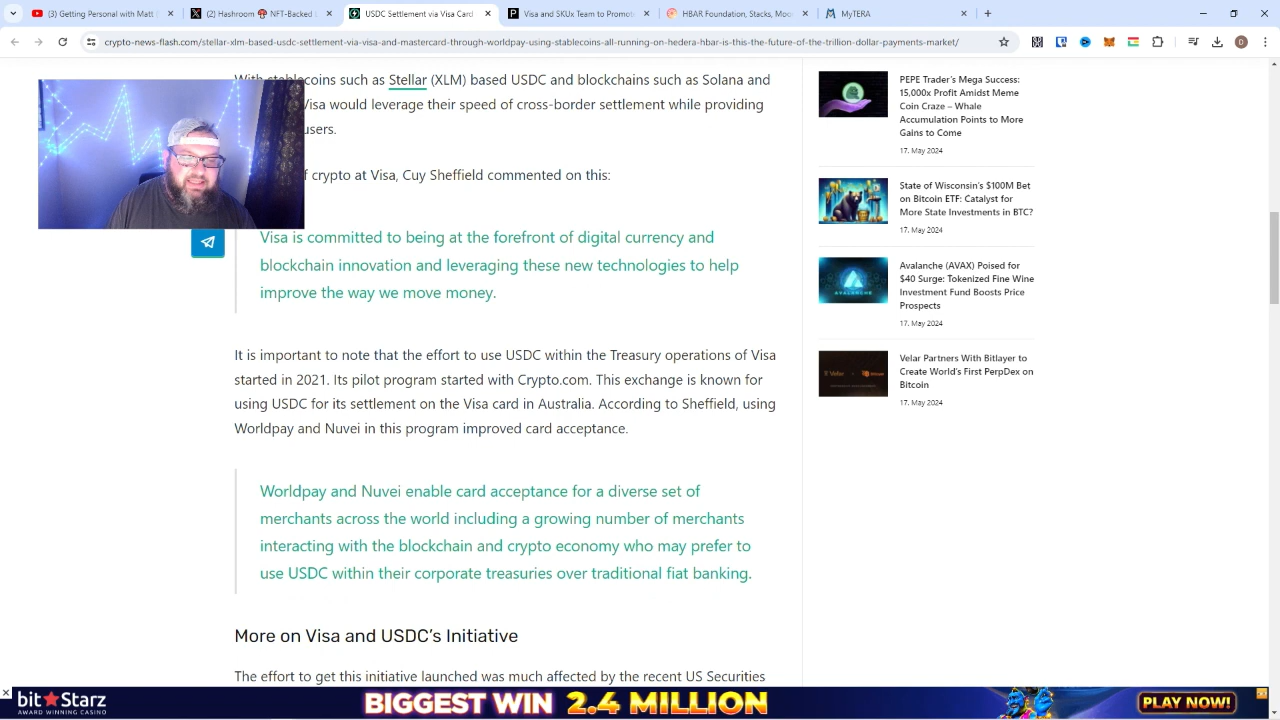 (3) Getting Personal with Matt
Hashroom NFT-Backed
USDC Settlement via Visa Card
Visa and SKUx Team to Promot
HBAR Foundation, Stacks, Moo
MyTERA
crypto-news-flash.com/stellar-xlm-based-usdc-settlement-via-visa-and-mastercard-through-worldpay-using-stablecoins-all-running-on-hedera-hbar-is-this-the-future-of-the-trillion-dollar-payments-market/
With stablecoins such as Stellar (XLM) based USDC and blockchains such as Solana and
Visa would leverage their speed of cross-border settlement while providing
users.
of crypto at Visa, Cuy Sheffield commented on this:
Visa is committed to being at the forefront of digital currency and
blockchain innovation and leveraging these new technologies to help
improve the way we move money.
It is important to note that the effort to use USDC within the Treasury operations of Visa
started in 2021. Its pilot program started with Crypto.com. This exchange is known for
using USDC for its settlement on the Visa card in Australia. According to Sheffield, using
Worldpay and Nuvei in this program improved card acceptance.
Worldpay and Nuvei enable card acceptance for a diverse set of
merchants across the world including a growing number of merchants
interacting with the blockchain and crypto economy who may prefer to
use USDC within their corporate treasuries over traditional fiat banking.
More on Visa and USDC's Initiative
The effort to get this initiative launched was much affected by the recent US Securities
PEPE Trader's Mega Success:
15,000x Profit Amidst Meme
Coin Craze – Whale
Accumulation Points to More
Gains to Come
17. May 2024
State of Wisconsin's $100M Bet
on Bitcoin ETF: Catalyst for
More State Investments in BTC?
17. May 2024
Avalanche (AVAX) Poised for
$40 Surge: Tokenized Fine Wine
Investment Fund Boosts Price
Prospects
17. May 2024
Velar Partners With Bitlayer to
Create World's First PerpDex on
Bitcoin
17. May 2024
bitStarz
AWARD WINNING CASINO
BIGGEST WIN 2.4 MILLION
PLAY NOW!